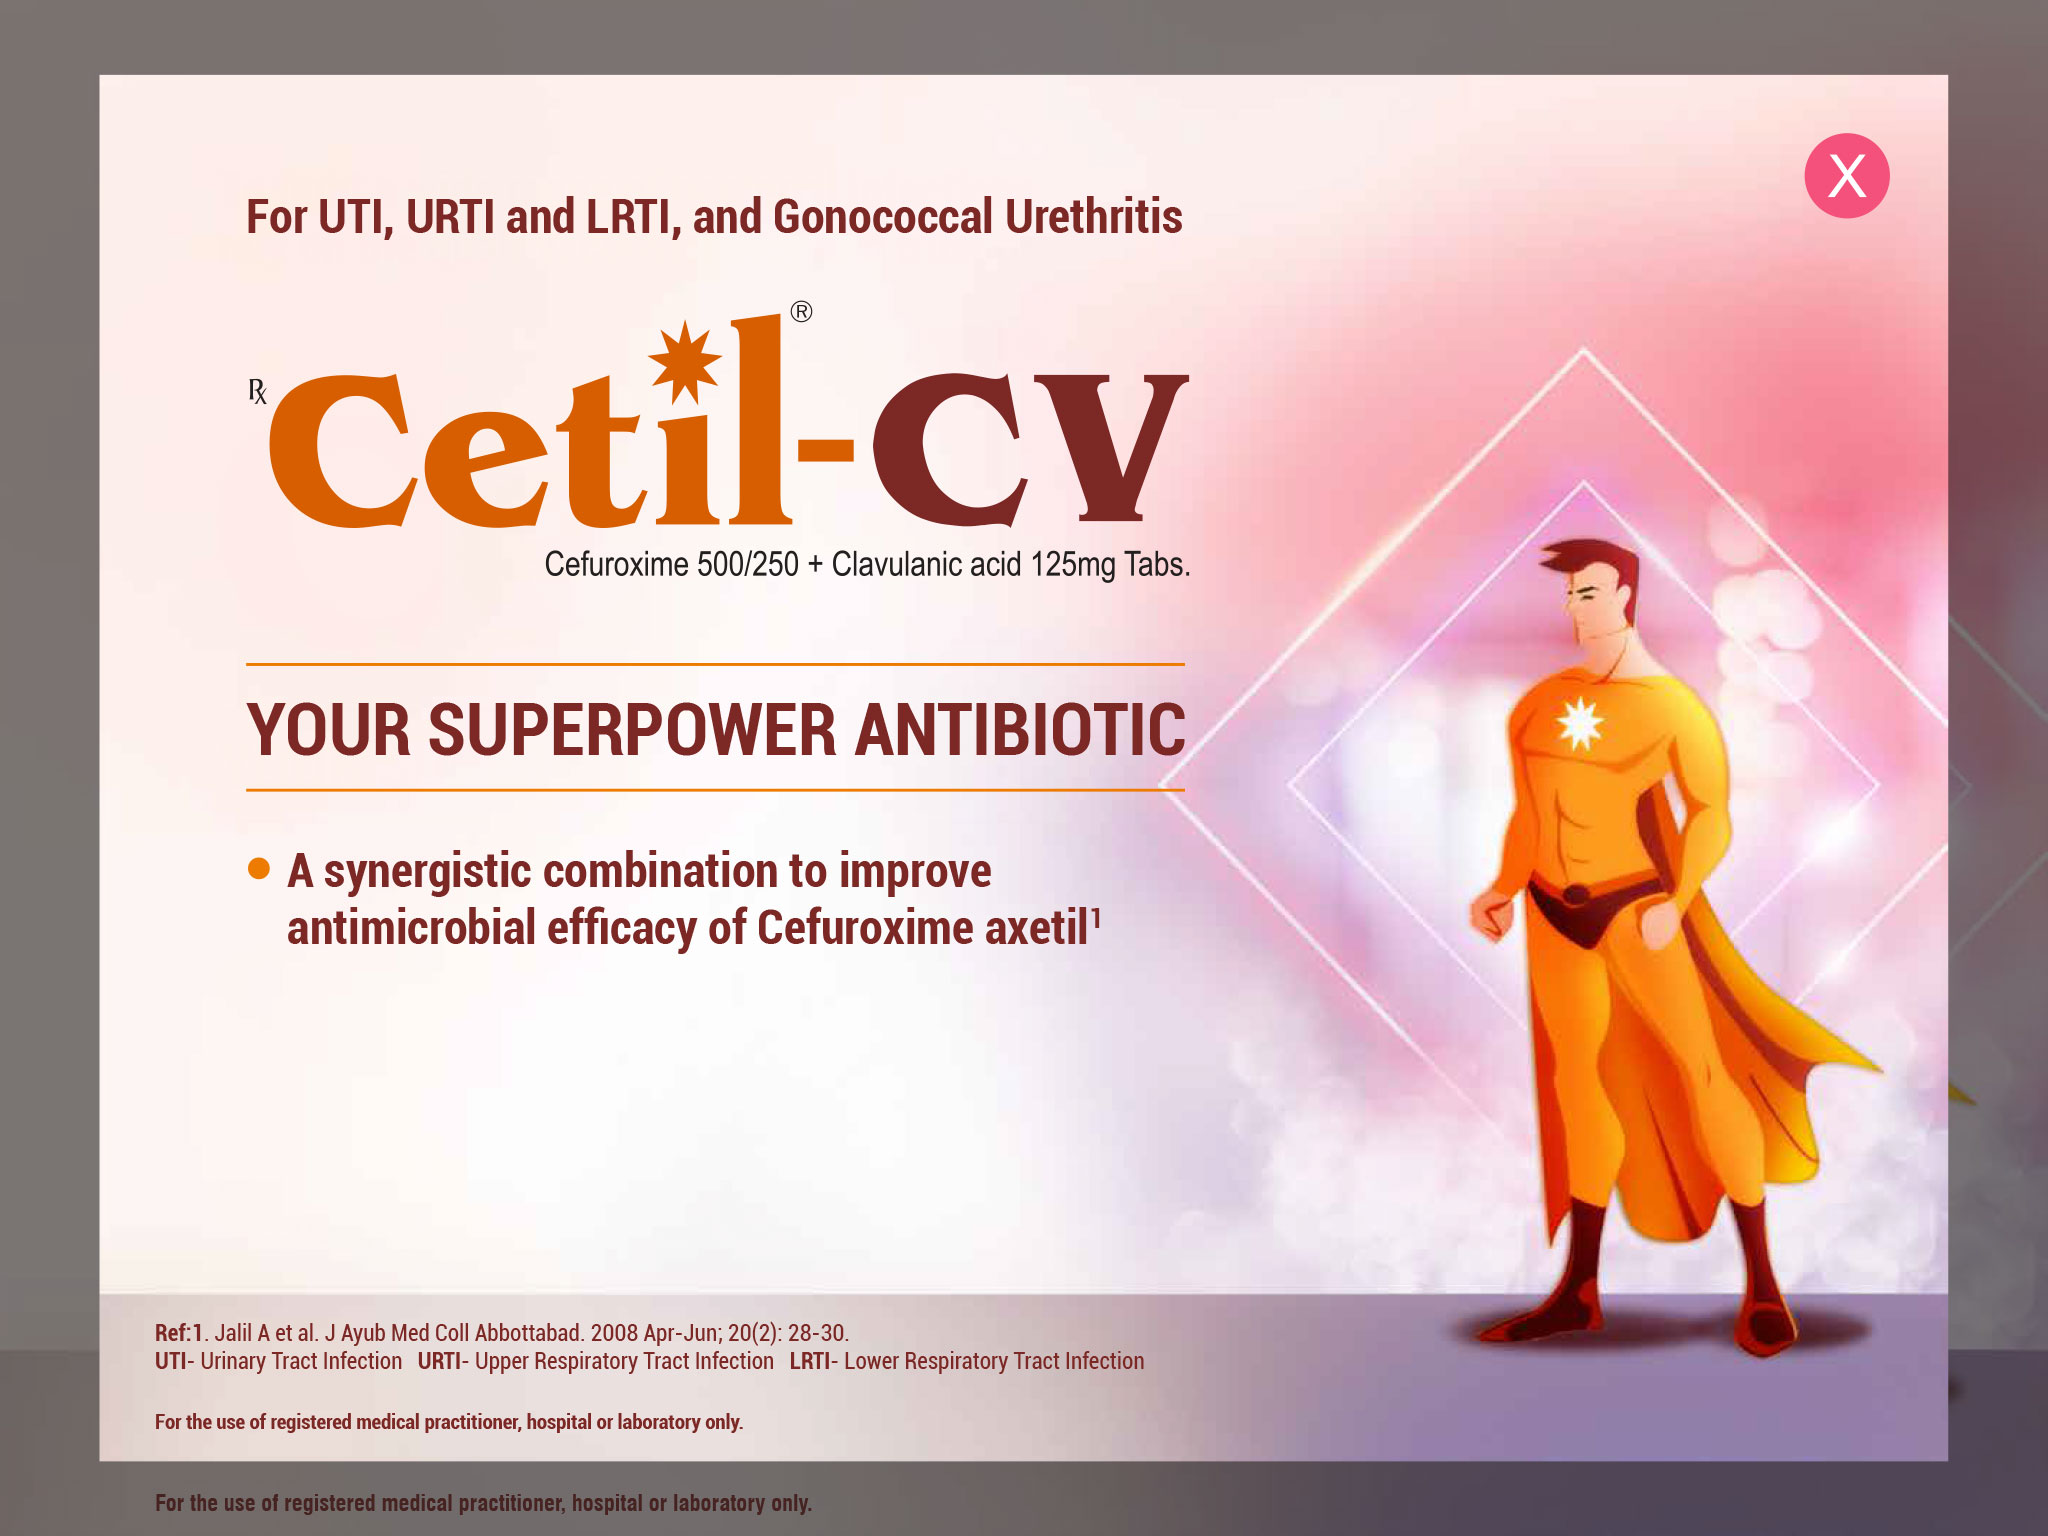 X
For UTI, URTI and LRTI, and Gonococcal Urethritis
℞ Cetil®-CV
Cefuroxime 500/250 + Clavulanic acid 125mg Tabs.
YOUR SUPERPOWER ANTIBIOTIC
● A synergistic combination to improve
antimicrobial efficacy of Cefuroxime axetil¹
Ref:1. Jalil A et al. J Ayub Med Coll Abbottabad. 2008 Apr-Jun; 20(2): 28-30.
UTI- Urinary Tract Infection URTI- Upper Respiratory Tract Infection LRTI- Lower Respiratory Tract Infection
For the use of registered medical practitioner, hospital or laboratory only.
For the use of registered medical practitioner, hospital or laboratory only.